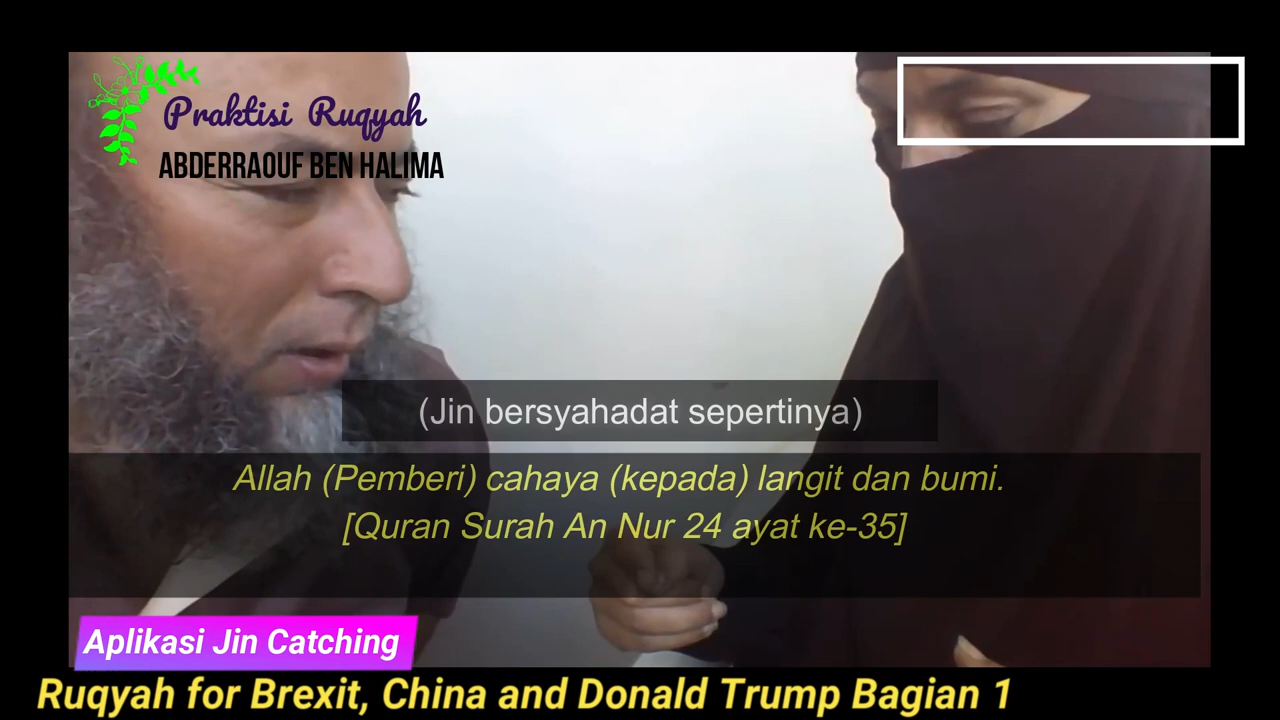 Praktisi Ruqyah
ABDERRAOUF BEN HALIMA
(Jin bersyahadat sepertinya)
Allah (Pemberi) cahaya (kepada) langit dan bumi.
[Quran Surah An Nur 24 ayat ke-35]
Aplikasi Jin Catching
Ruqyah for Brexit, China and Donald Trump Bagian 1